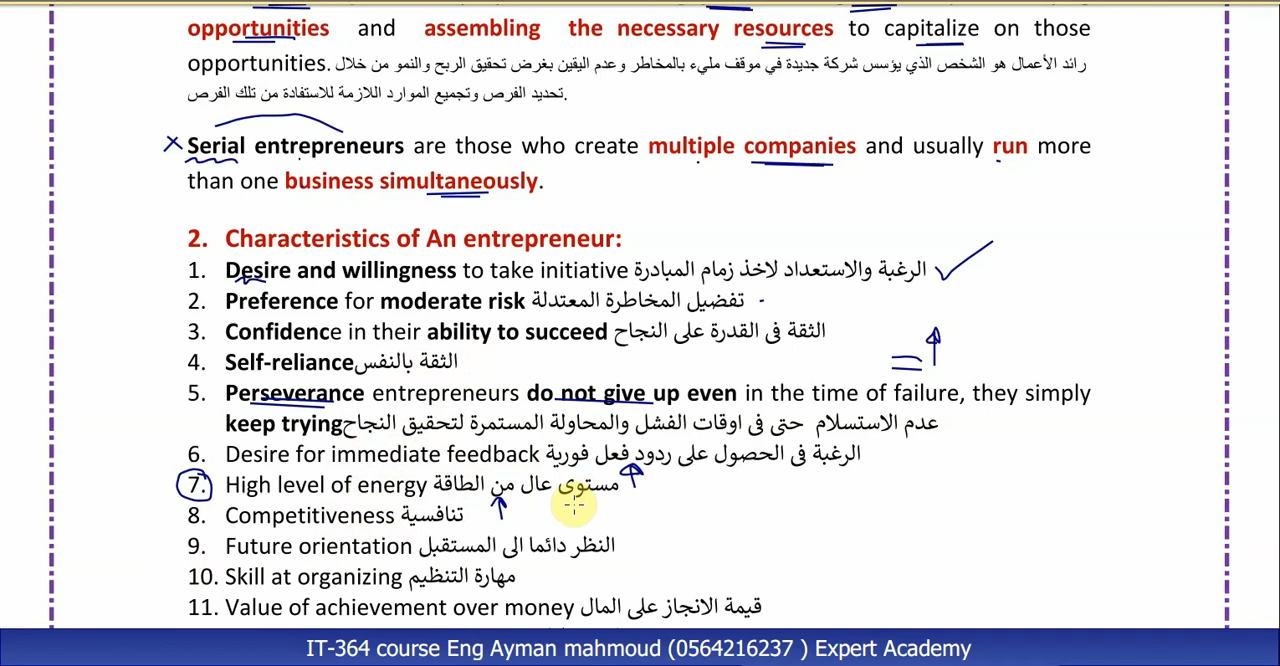 opportunities and assembling the necessary resources to capitalize on those
opportunities. رائد الأعمال هو الشخص الذي يؤسس شركة جديدة في موقف مليء بالمخاطر وعدم اليقين بغرض تحقيق الربح والنمو من خلال
تحديد الفرص وتجميع الموارد اللازمة للاستفادة من تلك الفرص.
Serial entrepreneurs are those who create multiple companies and usually run more
than one business simultaneously.
2. Characteristics of An entrepreneur:
1. Desire and willingness to take initiative الرغبة والاستعداد لاخذ زمام المبادرة
2. Preference for moderate risk تفضيل المخاطرة المعتدلة
3. Confidence in their ability to succeed الثقة فى القدرة على النجاح
4. Self-reliance الثقة بالنفس
5. Perseverance entrepreneurs do not give up even in the time of failure, they simply
keep trying عدم الاستسلام حتى فى اوقات الفشل والمحاولة المستمرة لتحقيق النجاح
6. Desire for immediate feedback الرغبة فى الحصول على ردود فعل فورية
7. High level of energy مستوى عال من الطاقة
8. Competitiveness تنافسية
9. Future orientation النظر دائما الى المستقبل
10. Skill at organizing مهارة التنظيم
11. Value of achievement over money قيمة الانجاز على المال
IT-364 course Eng Ayman mahmoud (0564216237 ) Expert Academy